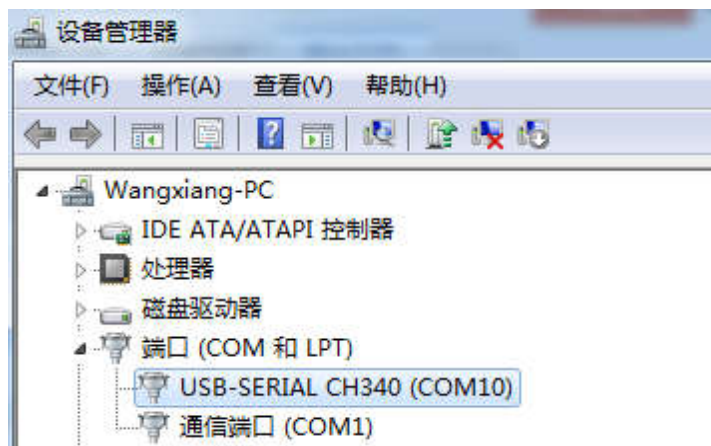 设备管理器
文件(F) 操作(A) 查看(V) 帮助(H)
Wangxiang-PC
IDE ATA/ATAPI 控制器
处理器
磁盘驱动器
端口 (COM 和 LPT)
USB-SERIAL CH340 (COM10)
通信端口 (COM1)